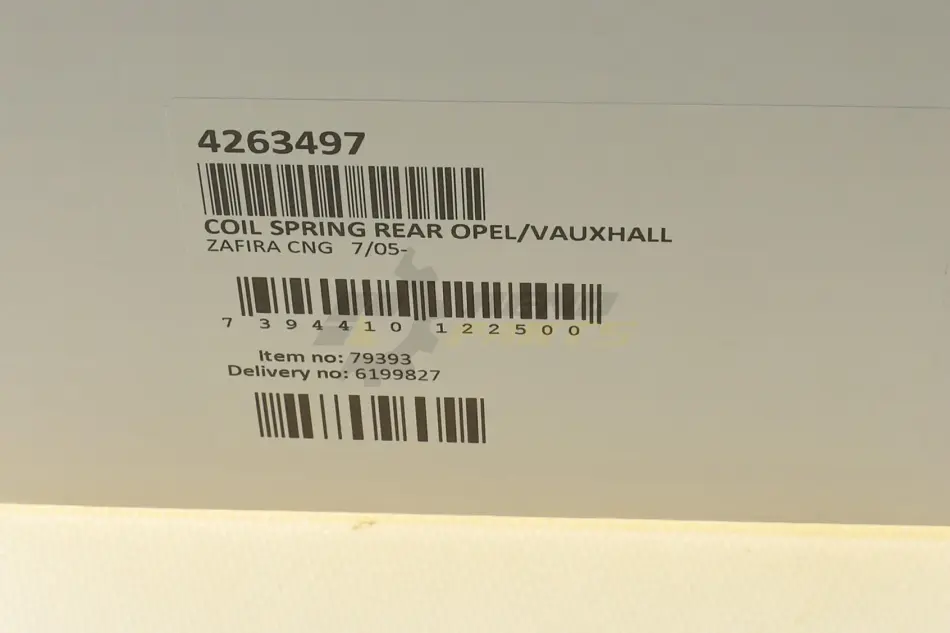 4263497
COIL SPRING REAR OPEL/VAUXHALL
ZAFIRA CNG 7/05-
7 394410 122500
Item no: 79393
Delivery no: 6199827